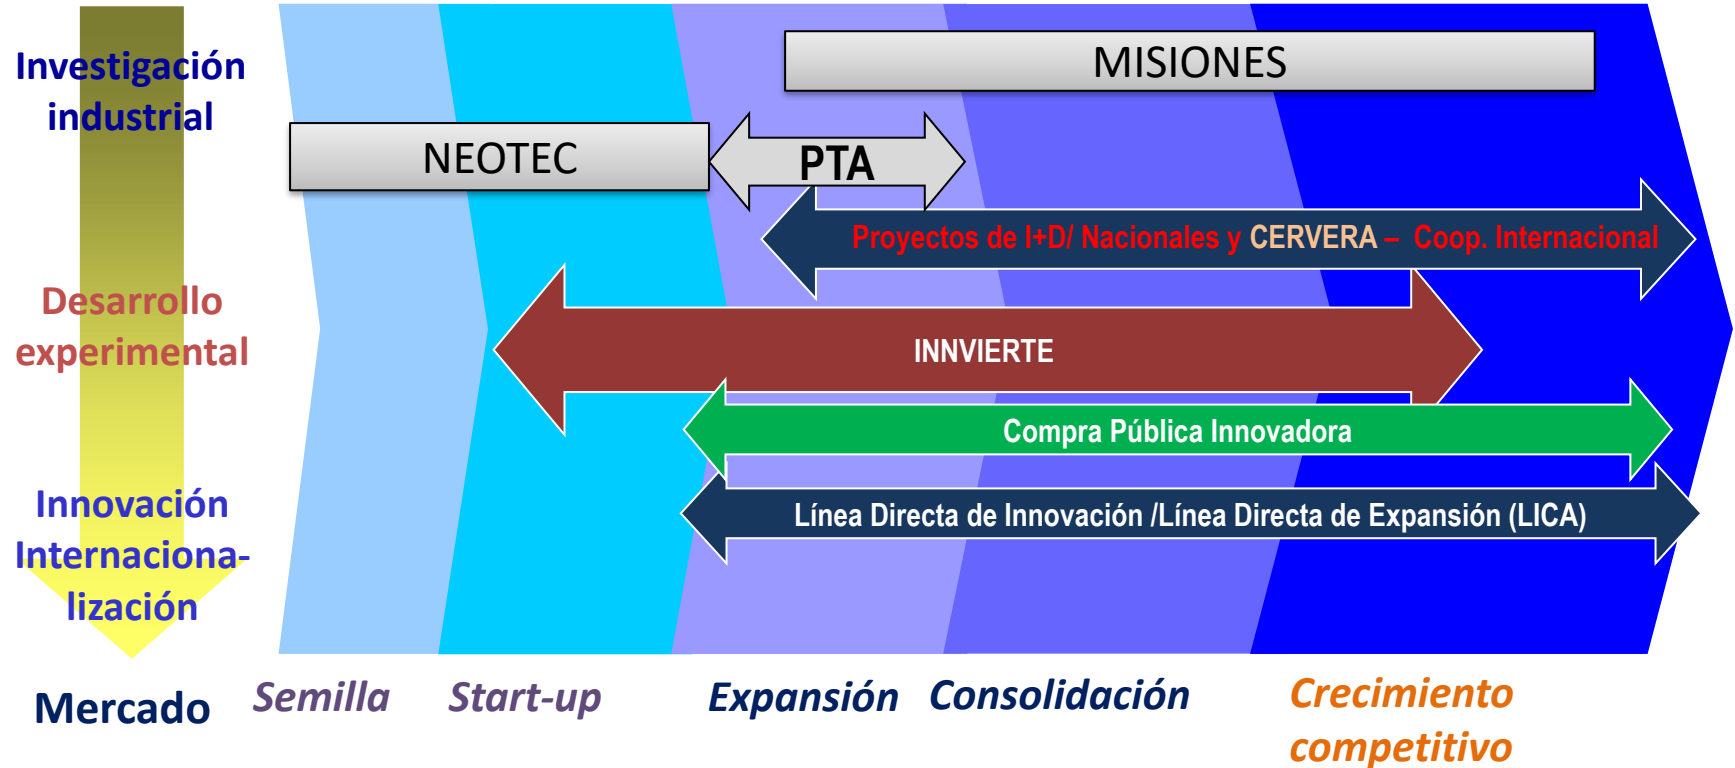 Investigación
industrial
MISIONES
NEOTEC
PTA
Proyectos de I+D/ Nacionales y CERVERA – Coop. Internacional
Desarrollo
experimental
INNVIERTE
Compra Pública Innovadora
Innovación
Internaciona-
lización
Línea Directa de Innovación /Línea Directa de Expansión (LICA)
Mercado
Semilla
Start-up
Expansión
Consolidación
Crecimiento
competitivo